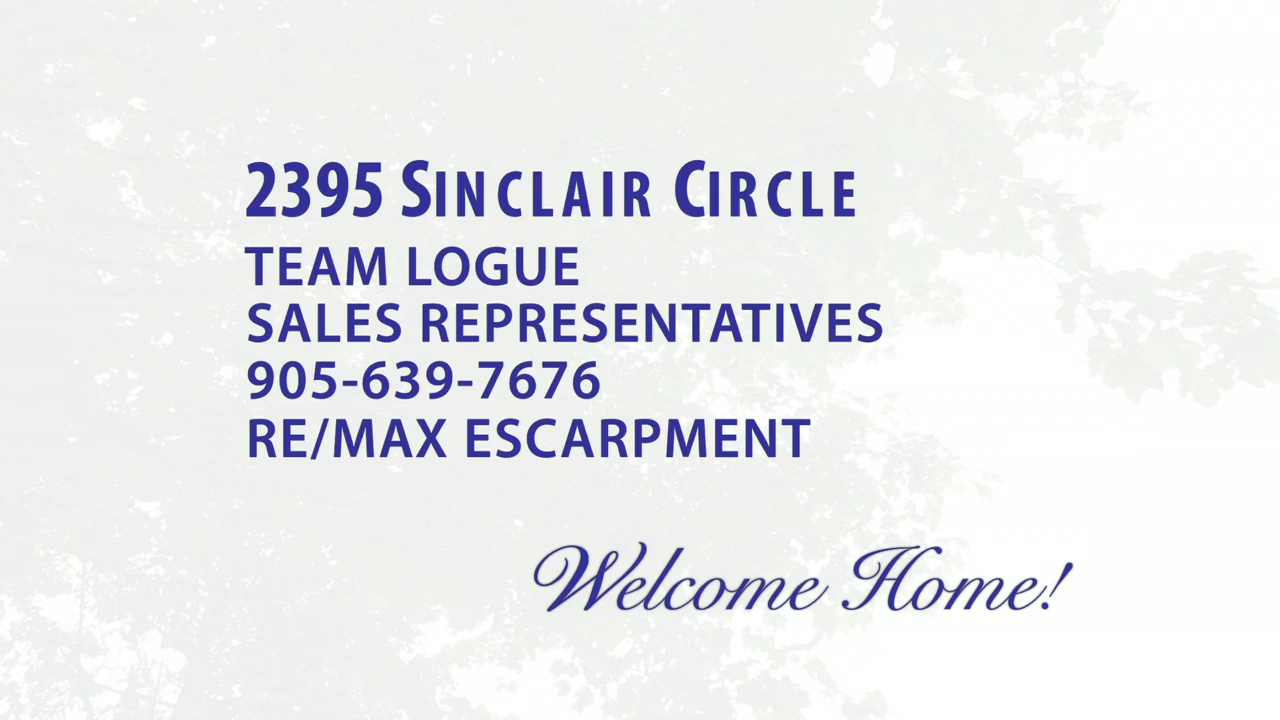 2395 SINCLAIR CIRCLE
TEAM LOGUE
SALES REPRESENTATIVES
905-639-7676
RE/MAX ESCARPMENT
Welcome Home!